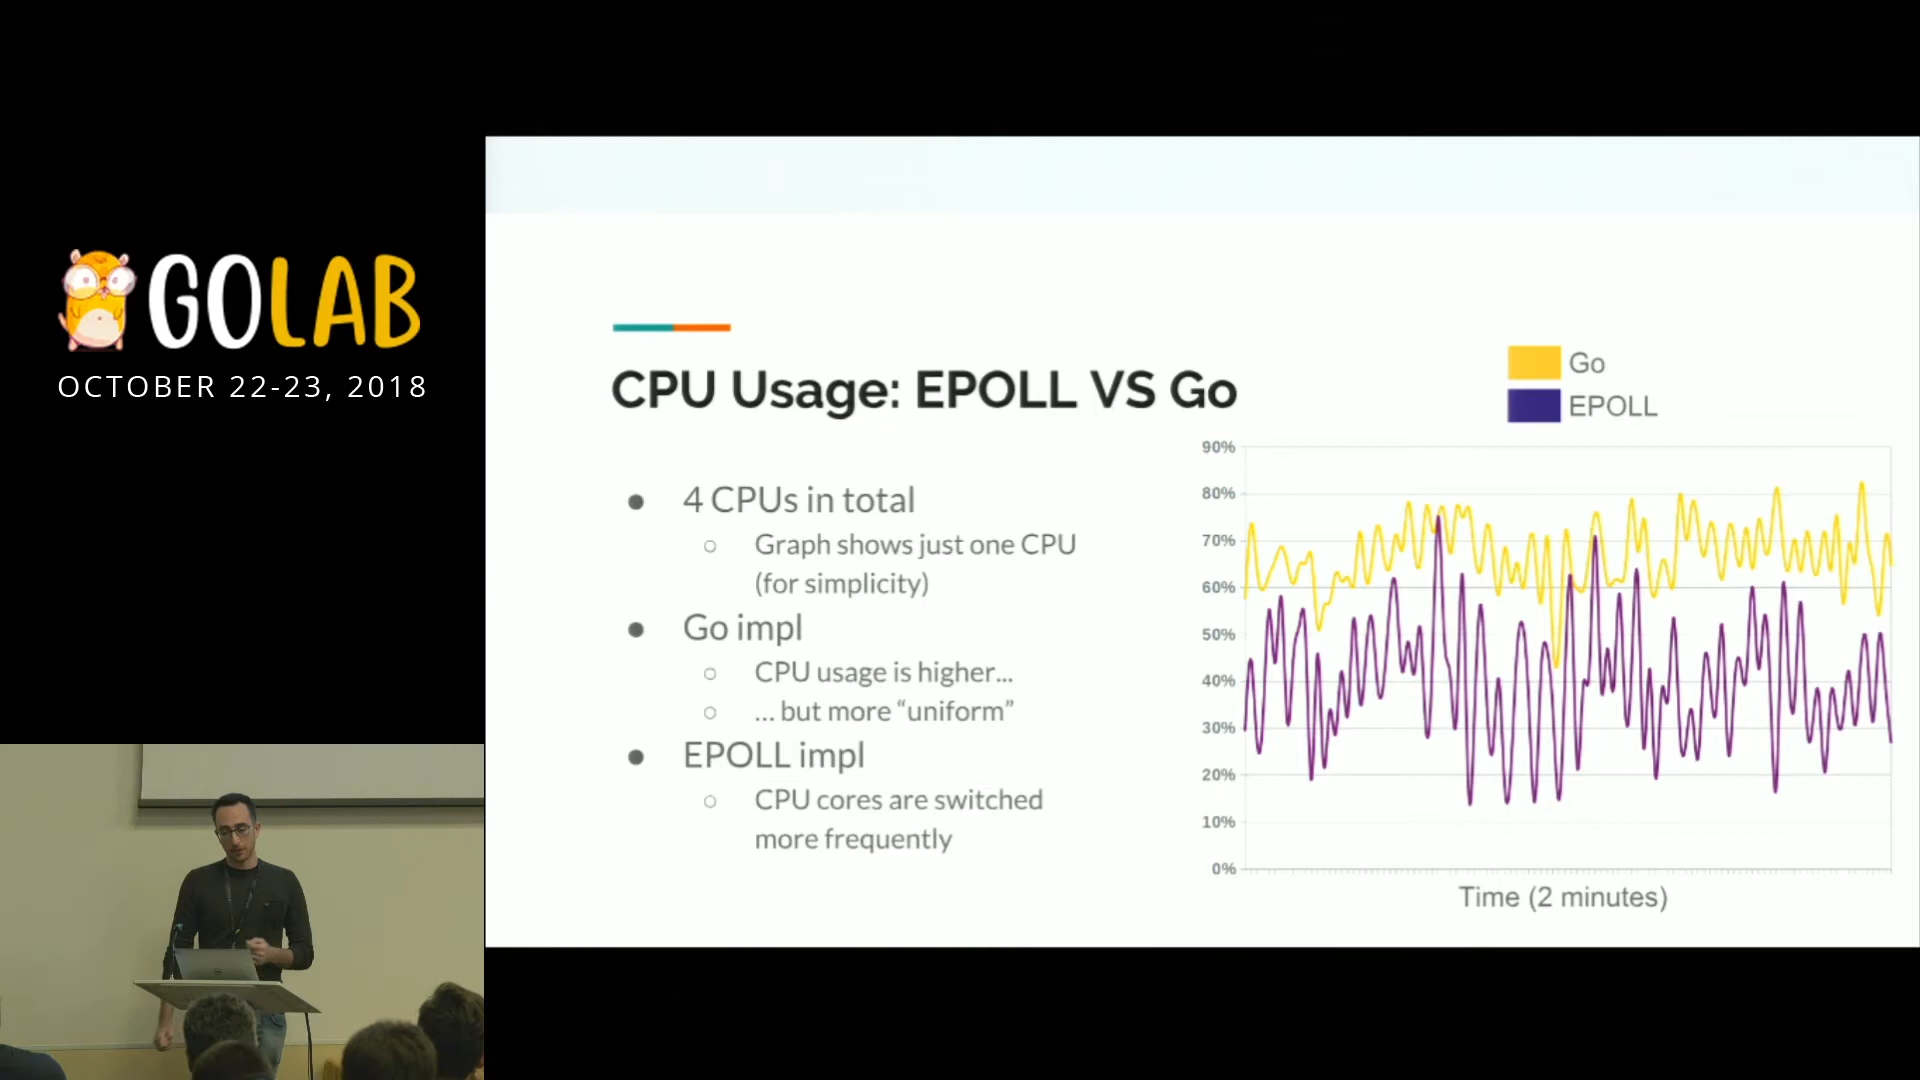 GOLAB
OCTOBER 22-23, 2018
CPU Usage: EPOLL VS Go
● 4 CPUs in total
○ Graph shows just one CPU
(for simplicity)
● Go impl
○ CPU usage is higher...
○ ... but more “uniform”
● EPOLL impl
○ CPU cores are switched
more frequently
Go
EPOLL
90%
80%
70%
60%
50%
40%
30%
20%
10%
0%
Time (2 minutes)